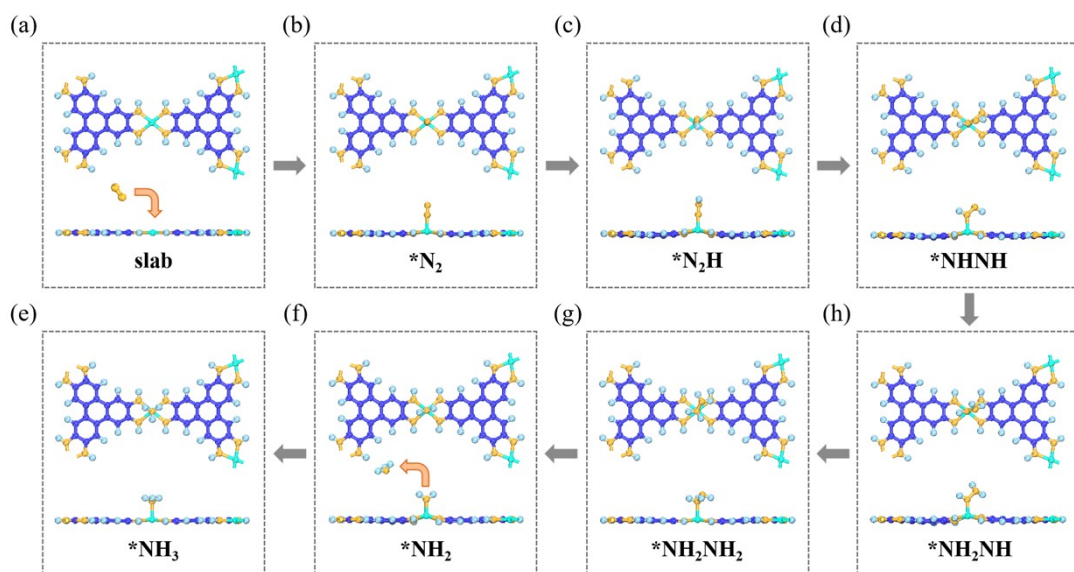 (a)
(b)
(c)
(d)
slab
*N₂
*N₂H
*NHNH
(e)
(f)
(g)
(h)
*NH₃
*NH₂
*NH₂NH₂
*NH₂NH